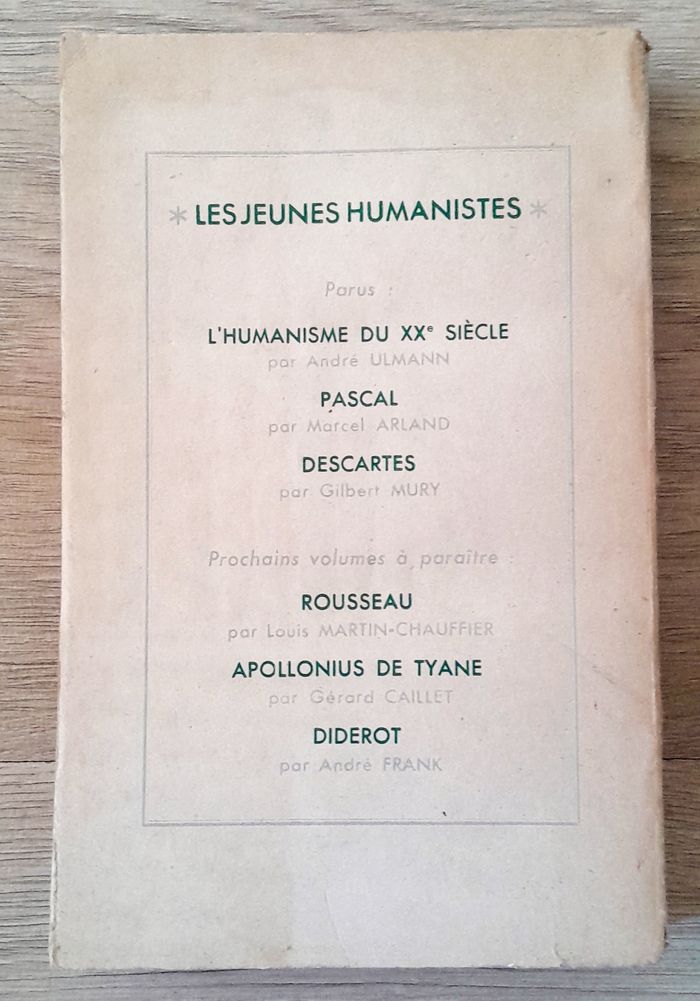 * LES JEUNES HUMANISTES *
Parus :
L'HUMANISME DU XXe SIÈCLE
par André ULMANN
PASCAL
par Marcel ARLAND
DESCARTES
par Gilbert MURY
Prochains volumes à paraître :
ROUSSEAU
par Louis MARTIN-CHAUFFIER
APOLLONIUS DE TYANE
par Gérard CAILLET
DIDEROT
par André FRANK